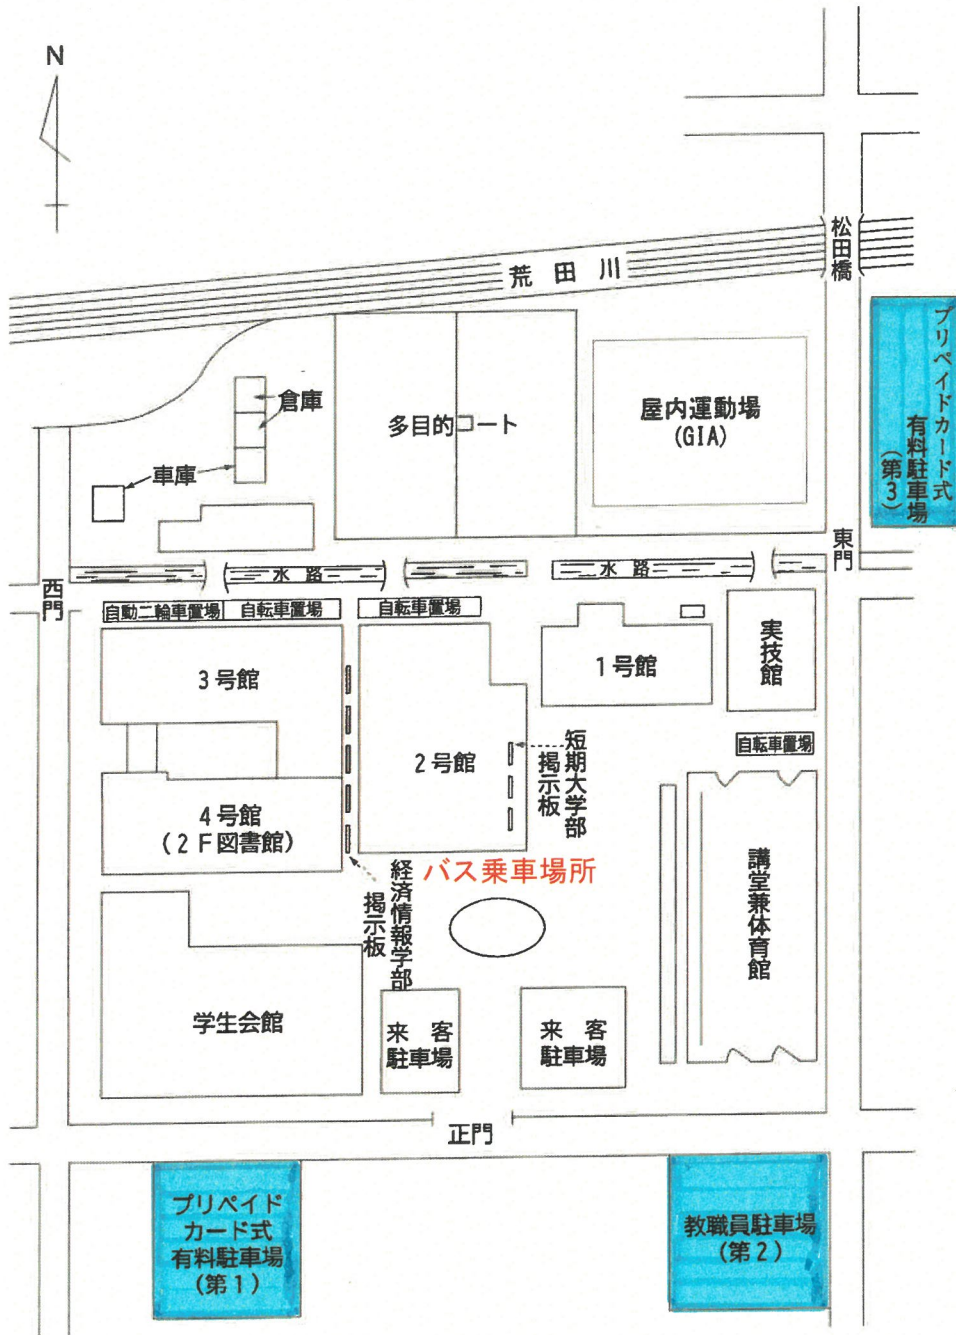 N
松田橋
荒田川
プリペイドカード式
有料駐車場
(第3)
倉庫
多目的コート
屋内運動場
(GIA)
車庫
東門
西門
水路
水路
自動二輪車置場
自転車置場
自転車置場
3号館
1号館
実技館
2号館
短期大学部
掲示板
自転車置場
4号館
(2F図書館)
バス乗車場所
経済情報学部
掲示板
講堂兼体育館
学生会館
来客
駐車場
来客
駐車場
正門
プリペイド
カード式
有料駐車場
(第1)
教職員駐車場
(第2)